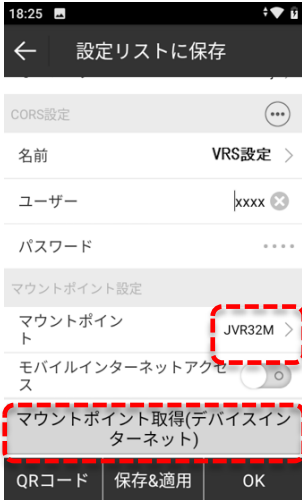 18:25
設定リストに保存
CORS設定
名前 VRS設定
ユーザー xxxx
パスワード
マウントポイント設定
マウントポイン
ト
JVR32M
モバイルインターネットアクセ
ス
マウントポイント取得(デバイスイン
ターネット)
QRコード 保存&適用 OK